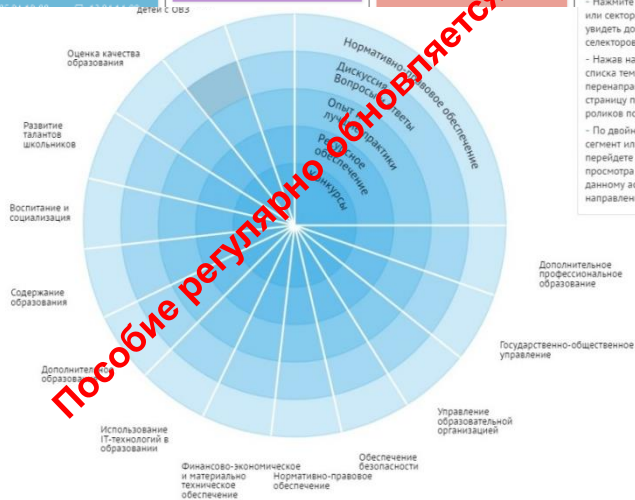 детей с ОВЗ
- Нажмите
или сектор
увидеть до
селекторов
- Нажав на
списка тем
перенапра
страницу п
роликов по
- По двойн
сегмент ил
перейдете
просмотра
данному ас
направлен
Оценка качества
образования
Развитие
талантов
школьников
Воспитание и
социализация
Содержание
образования
Дополнительное
образование
Использование
IT-технологий в
образовании
Финансово-экономическое
и материально
техническое
обеспечение
Нормативно-правовое
обеспечение
Обеспечение
безопасности
Управление
образовательной
организацией
Государственно-общественное
управление
Дополнительное
профессиональное
образование
Нормативно-правовое обеспечение
Дискуссия
Вопросы ответы
Опыт
лучшие практики
Ресурсное
обеспечение
Конкурсы
Пособие регулярно обновляется